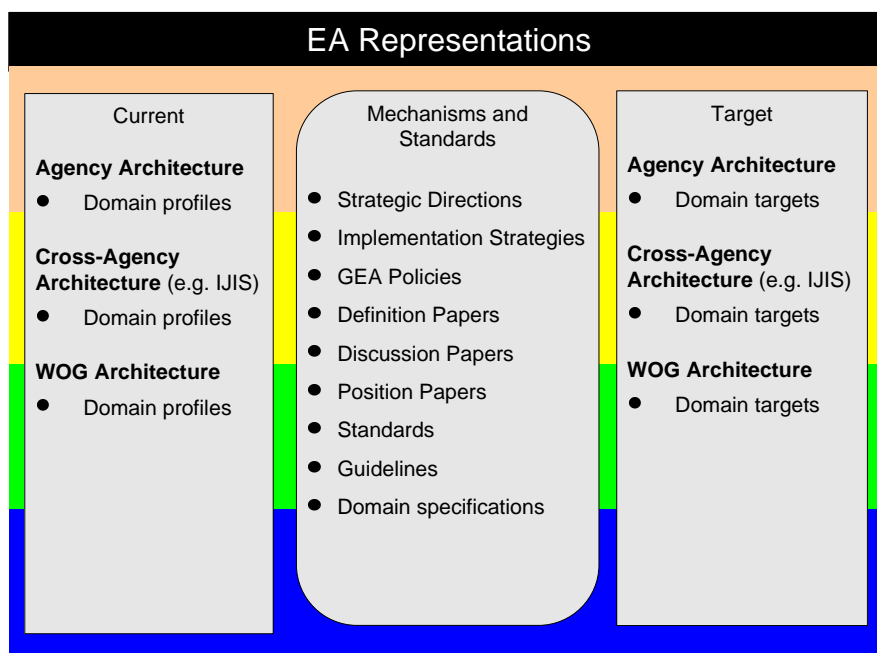 EA Representations
Current
Agency Architecture
● Domain profiles
Cross-Agency
Architecture (e.g. IJIS)
● Domain profiles
WOG Architecture
● Domain profiles
Mechanisms and
Standards
● Strategic Directions
● Implementation Strategies
● GEA Policies
● Definition Papers
● Discussion Papers
● Position Papers
● Standards
● Guidelines
● Domain specifications
Target
Agency Architecture
● Domain targets
Cross-Agency
Architecture (e.g. IJIS)
● Domain targets
WOG Architecture
● Domain targets